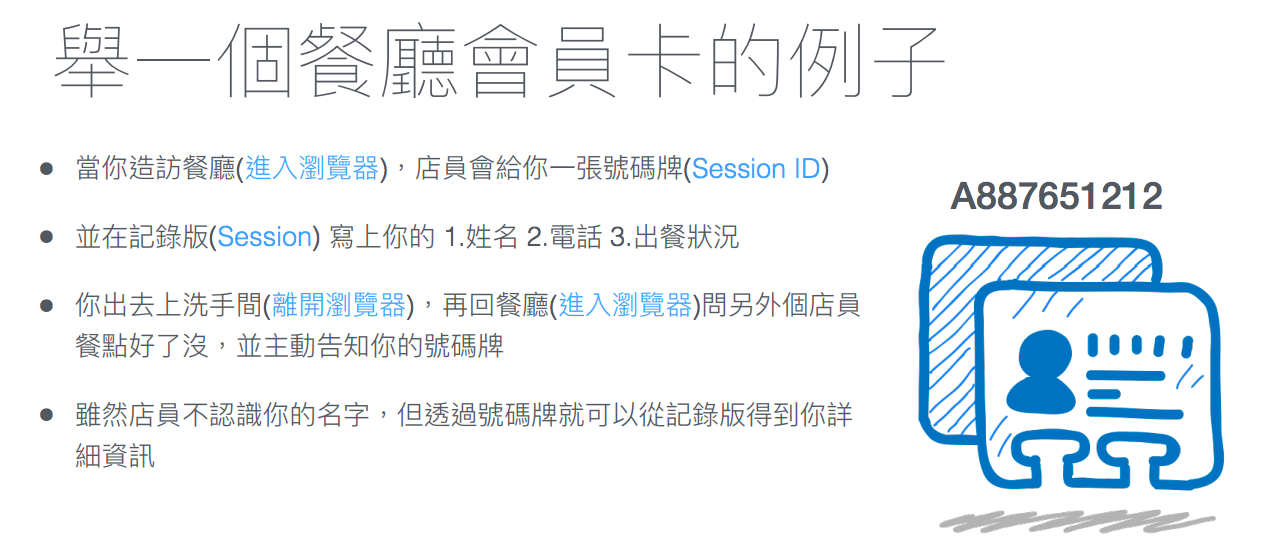 舉一個餐廳會員卡的例子
當你造訪餐廳(進入瀏覽器)，店員會給你一張號碼牌(Session ID)
並在記錄版(Session) 寫上你的 1.姓名 2.電話 3.出餐狀況
你出去上洗手間(離開瀏覽器)，再回餐廳(進入瀏覽器)問另外個店員
餐點好了沒，並主動告知你的號碼牌
雖然店員不認識你的名字，但透過號碼牌就可以從記錄版得到你詳
細資訊
A887651212